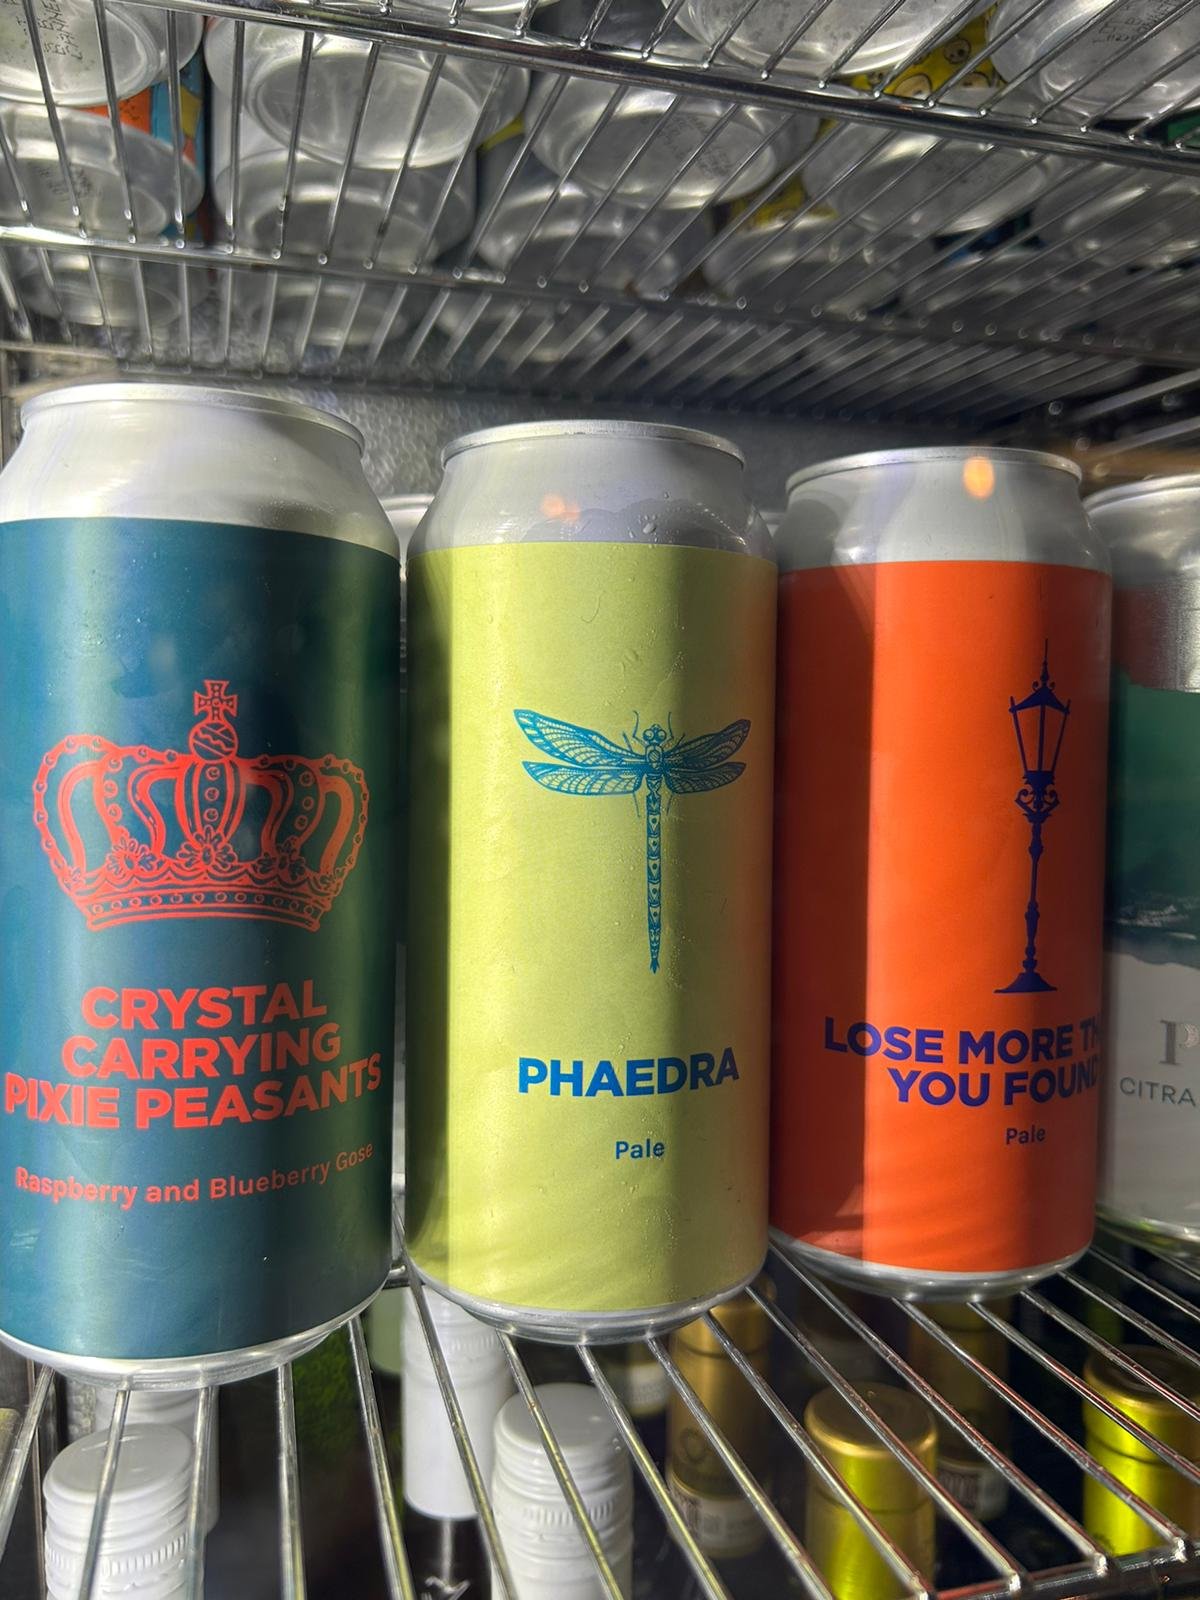 CRYSTAL
CARRYING
PIXIE PEASANTS
Raspberry and Blueberry Gose
PHAEDRA
Pale
LOSE MORE
YOU FOUND
Pale
CITRA